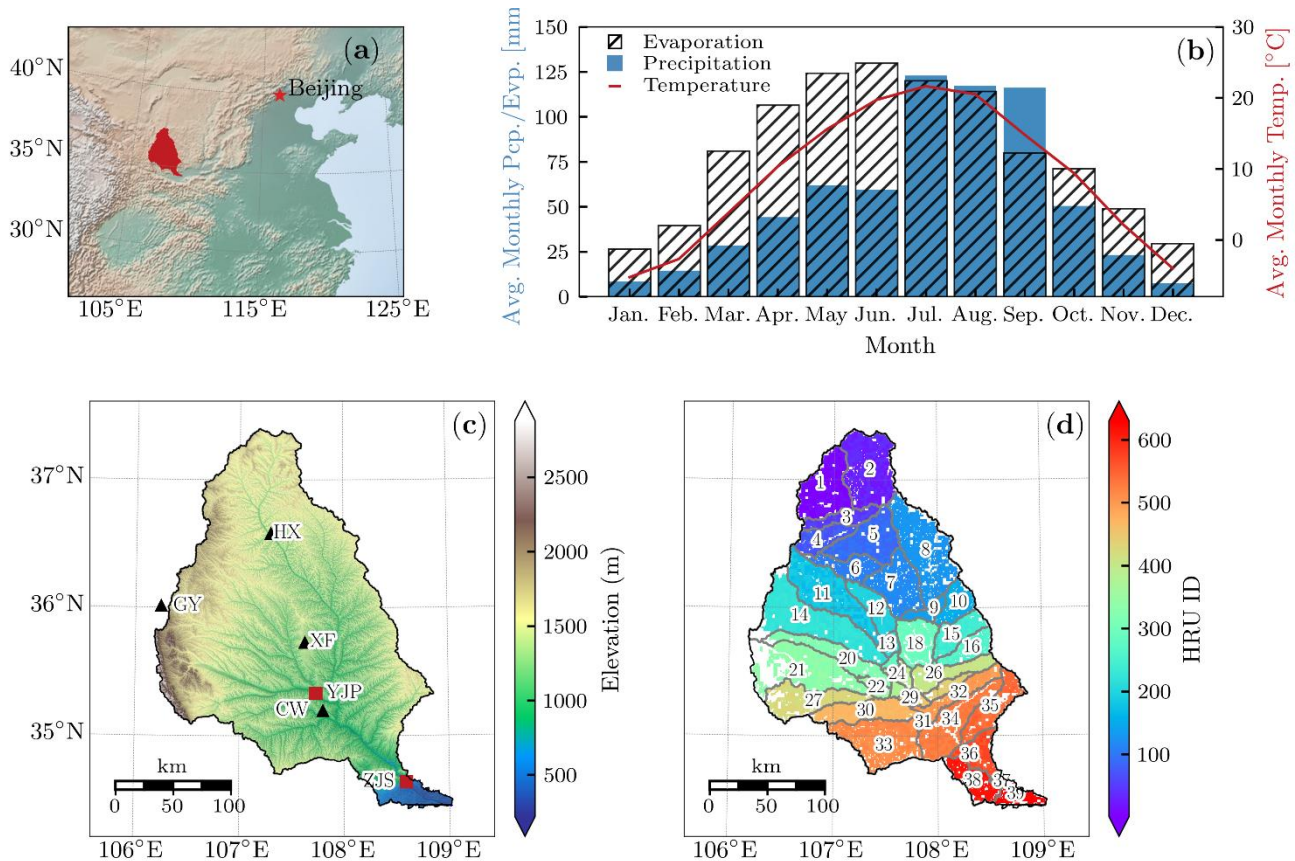 (a)
40°N
35°N
30°N
Beijing
105°E 115°E 125°E
Avg. Monthly Pcp./Evp. [mm
150
125
100
75
50
25
0
Evaporation
Precipitation
Temperature
(b)
30
20
10
0
Avg. Monthly Temp. [°C]
Jan. Feb. Mar. Apr. May Jun. Jul. Aug. Sep. Oct. Nov. Dec.
Month
(c)
37°N
36°N
35°N
HX
GY
XF
YJP
CW
ZJS
km
0 50 100
106°E 107°E 108°E 109°E
2500
2000
1500
1000
500
Elevation (m)
(d)
37°N
36°N
35°N
1
2
3
4
5
6
7
8
9
10
11
12
13
14
15
16
18
20
21
22
24
26
27
29
30
31
32
33
34
35
36
37
38
39
km
0 50 100
106°E 107°E 108°E 109°E
600
500
400
300
200
100
HRU ID